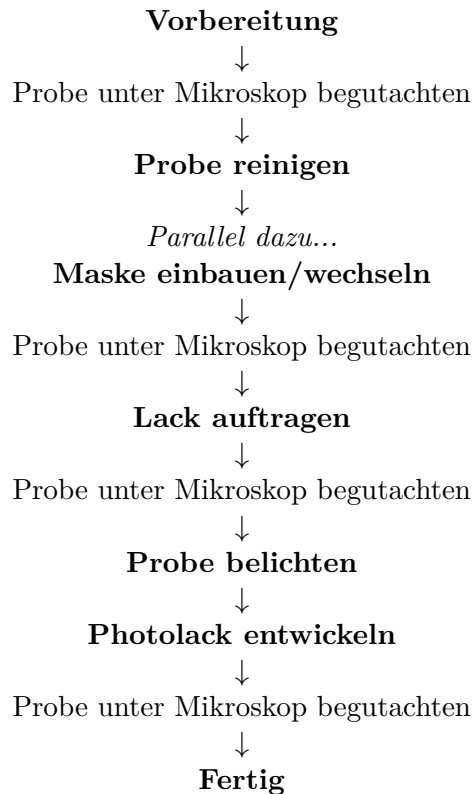 Vorbereitung
↓
Probe unter Mikroskop begutachten
↓
Probe reinigen
↓
Parallel dazu...
Maske einbauen/wechseln
↓
Probe unter Mikroskop begutachten
↓
Lack auftragen
↓
Probe unter Mikroskop begutachten
↓
Probe belichten
↓
Photolack entwickeln
↓
Probe unter Mikroskop begutachten
↓
Fertig